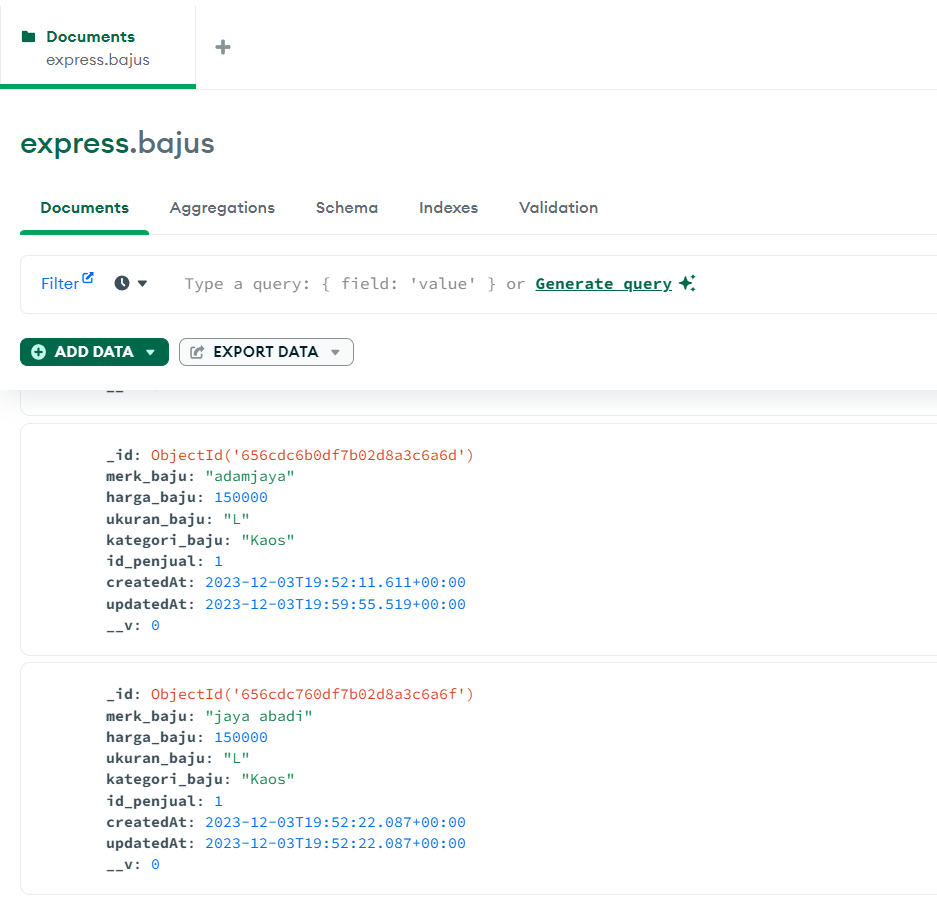 Documents
express.bajus
express.bajus
Documents Aggregations Schema Indexes Validation
Filter Type a query: { field: 'value' } or Generate query
ADD DATA EXPORT DATA
_id: ObjectId('656cdc6b0df7b02d8a3c6a6d')
merk_baju: "adamjaya"
harga_baju: 150000
ukuran_baju: "L"
kategori_baju: "Kaos"
id_penjual: 1
createdAt: 2023-12-03T19:52:11.611+00:00
updatedAt: 2023-12-03T19:59:55.519+00:00
__v: 0
_id: ObjectId('656cdc760df7b02d8a3c6a6f')
merk_baju: "jaya abadi"
harga_baju: 150000
ukuran_baju: "L"
kategori_baju: "Kaos"
id_penjual: 1
createdAt: 2023-12-03T19:52:22.087+00:00
updatedAt: 2023-12-03T19:52:22.087+00:00
__v: 0